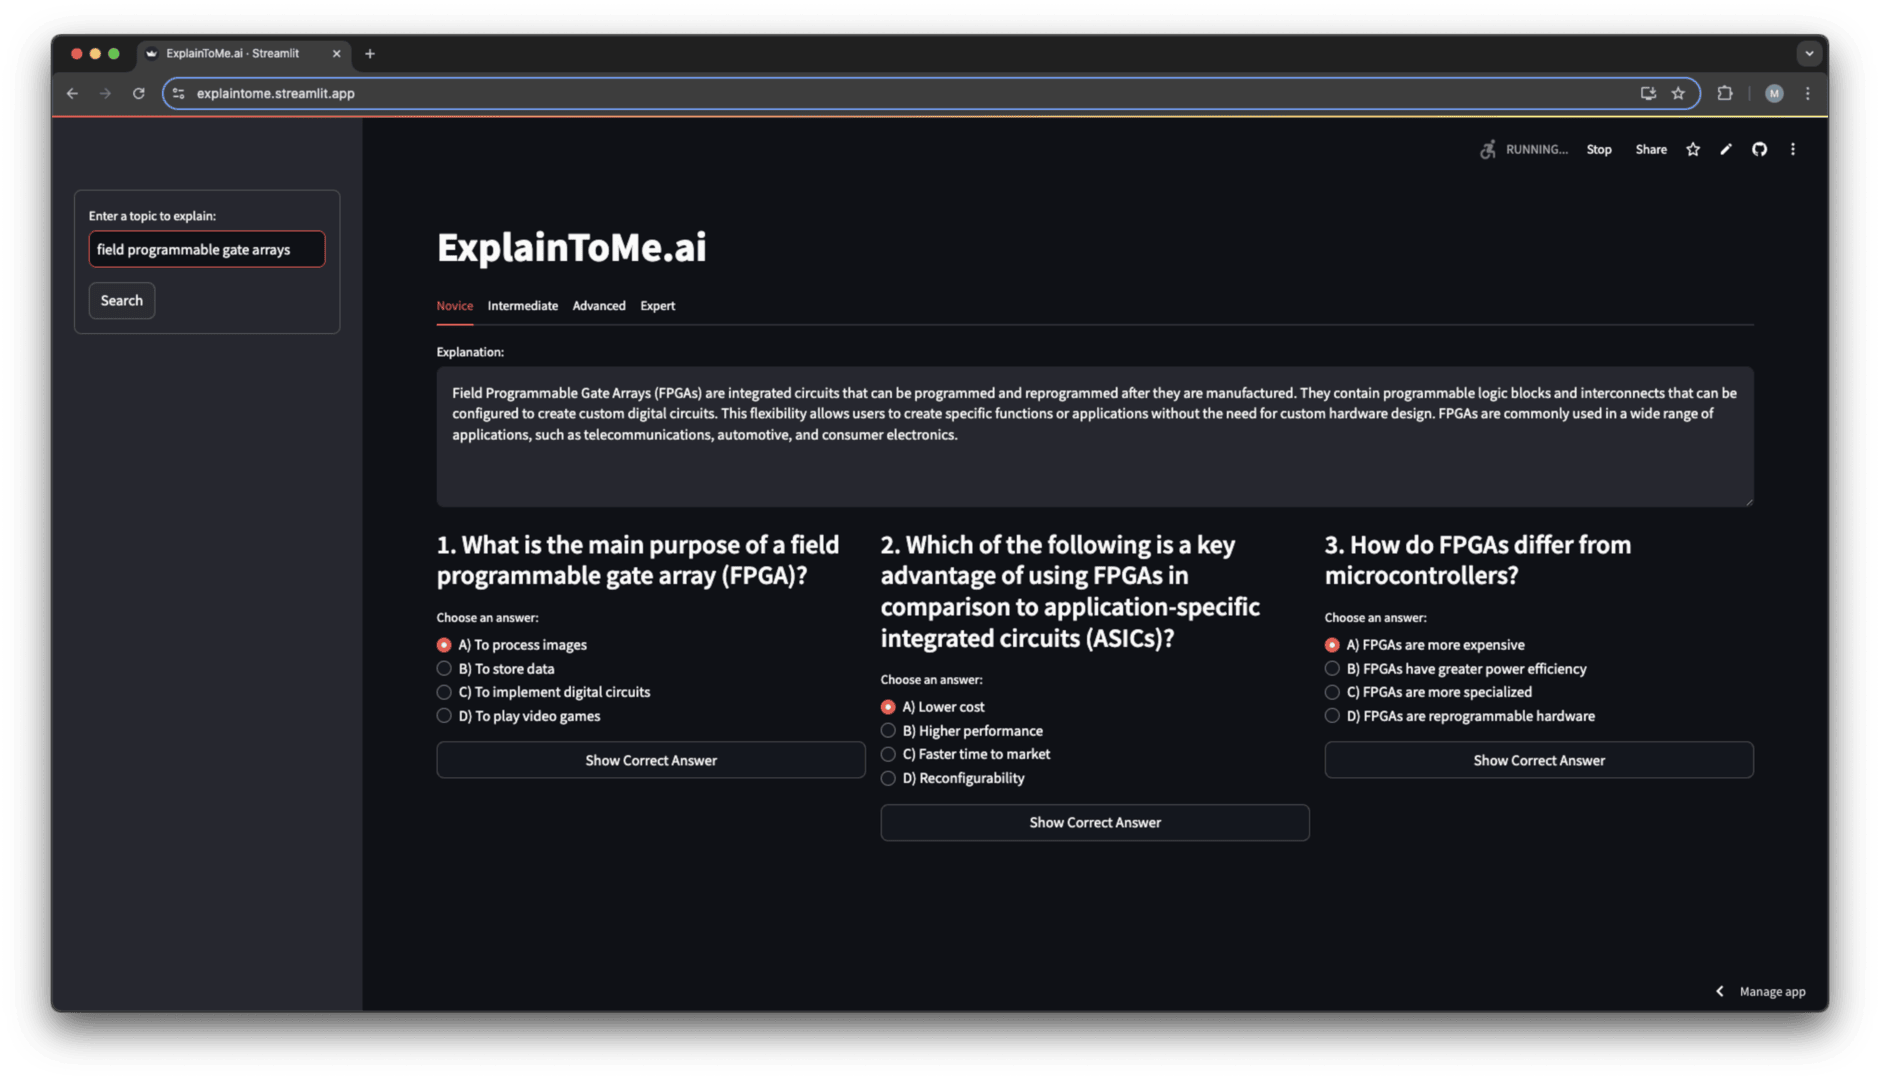 ExplainToMe.ai · Streamlit
explaintome.streamlit.app
M
RUNNING...
Stop
Share
Enter a topic to explain:
field programmable gate arrays
Search
ExplainToMe.ai
Novice
Intermediate
Advanced
Expert
Explanation:
Field Programmable Gate Arrays (FPGAs) are integrated circuits that can be programmed and reprogrammed after they are manufactured. They contain programmable logic blocks and interconnects that can be
configured to create custom digital circuits. This flexibility allows users to create specific functions or applications without the need for custom hardware design. FPGAs are commonly used in a wide range of
applications, such as telecommunications, automotive, and consumer electronics.
1. What is the main purpose of a field
programmable gate array (FPGA)?
Choose an answer:
A) To process images
B) To store data
C) To implement digital circuits
D) To play video games
Show Correct Answer
2. Which of the following is a key
advantage of using FPGAs in
comparison to application-specific
integrated circuits (ASICs)?
Choose an answer:
A) Lower cost
B) Higher performance
C) Faster time to market
D) Reconfigurability
Show Correct Answer
3. How do FPGAs differ from
microcontrollers?
Choose an answer:
A) FPGAs are more expensive
B) FPGAs have greater power efficiency
C) FPGAs are more specialized
D) FPGAs are reprogrammable hardware
Show Correct Answer
Manage app